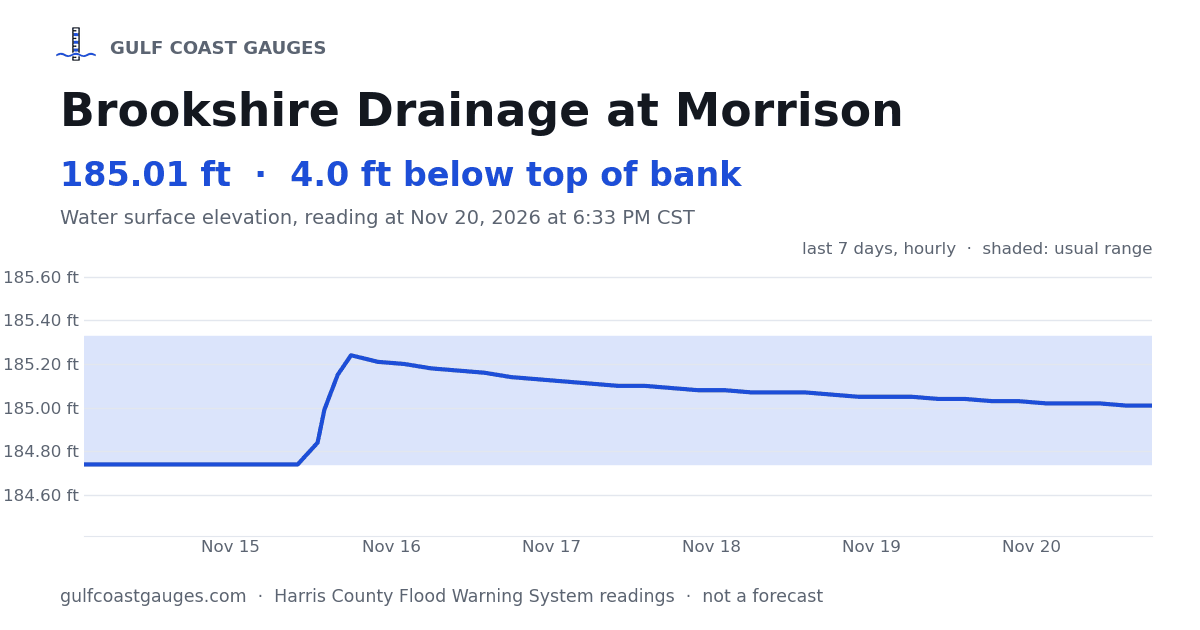 GULF COAST GAUGES
Brookshire Drainage at Morrison
185.01 ft · 4.0 ft below top of bank
Water surface elevation, reading at Nov 20, 2026 at 6:33 PM CST
last 7 days, hourly · shaded: usual range
185.60 ft
185.40 ft
185.20 ft
185.00 ft
184.80 ft
184.60 ft
Nov 15 Nov 16 Nov 17 Nov 18 Nov 19 Nov 20
gulfcoastgauges.com · Harris County Flood Warning System readings · not a forecast